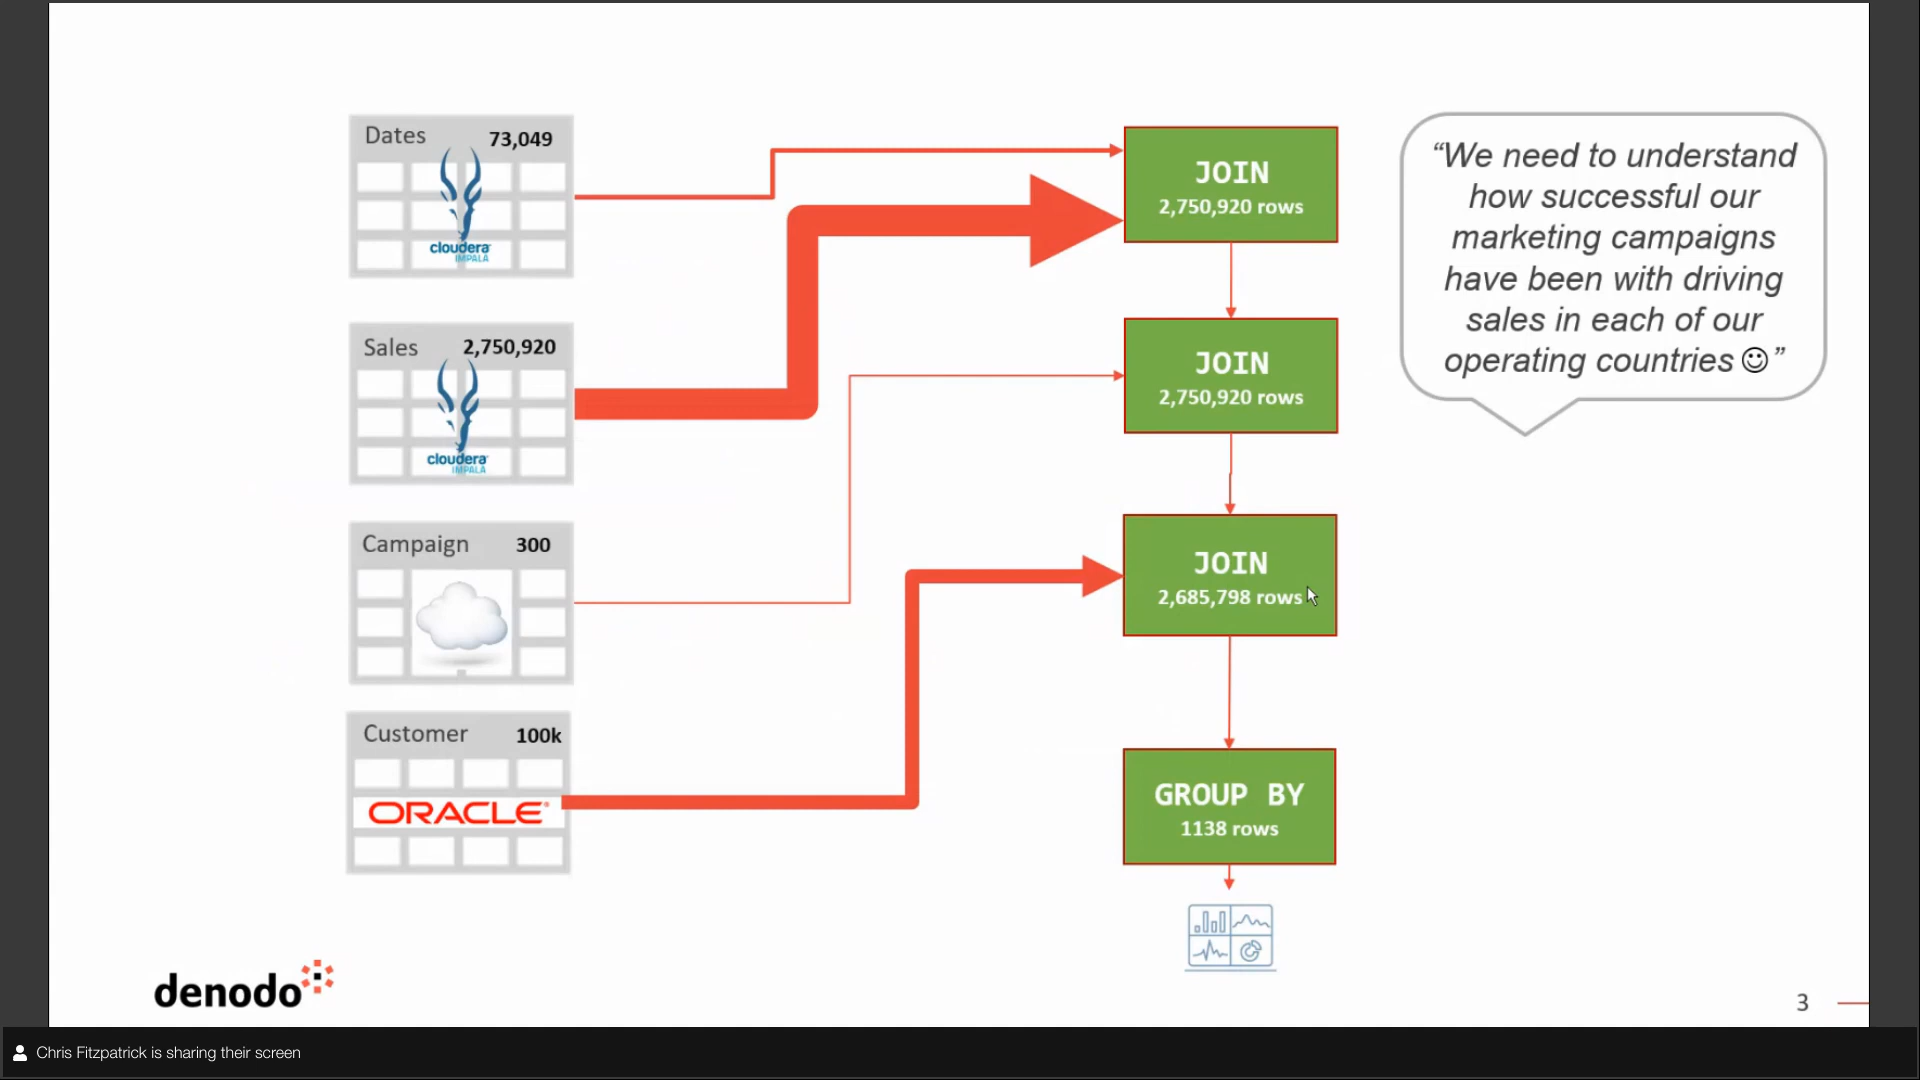 Dates 73,049
cloudera
IMPALA
Sales 2,750,920
cloudera
IMPALA
Campaign 300
Customer 100k
ORACLE
JOIN
2,750,920 rows
JOIN
2,750,920 rows
JOIN
2,685,798 rows
GROUP BY
1138 rows
“We need to understand
how successful our
marketing campaigns
have been with driving
sales in each of our
operating countries ☺”
denodo
3
Chris Fitzpatrick is sharing their screen